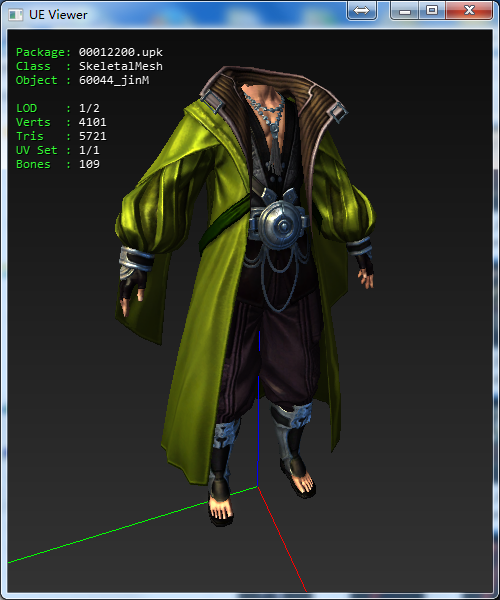 UE Viewer
Package: 00012200.upk
Class : SkeletalMesh
Object : 60044_jinM
LOD : 1/2
Verts : 4101
Tris : 5721
UV Set : 1/1
Bones : 109